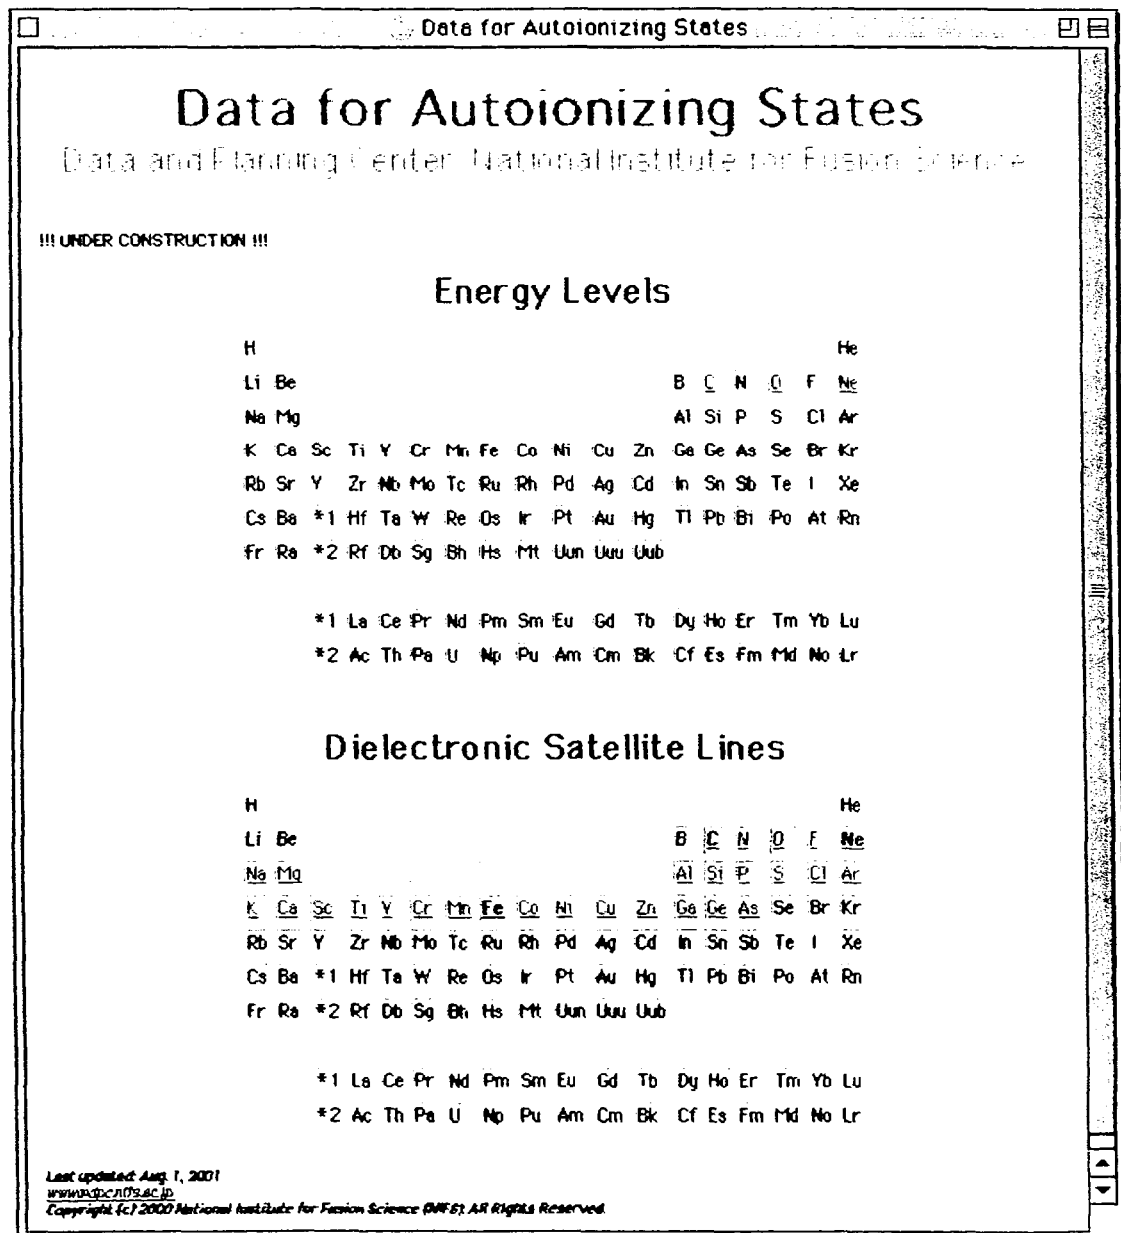 Data for Autoionizing States
Data for Autoionizing States
Data and Planning Center, National Institute for Fusion Science
!!! UNDER CONSTRUCTION !!!
Energy Levels
H He
Li Be B C N O F Ne
Na Mg Al Si P S Cl Ar
K Ca Sc Ti V Cr Mn Fe Co Ni Cu Zn Ga Ge As Se Br Kr
Rb Sr Y Zr Nb Mo Tc Ru Rh Pd Ag Cd In Sn Sb Te I Xe
Cs Ba *1 Hf Ta W Re Os Ir Pt Au Hg Tl Pb Bi Po At Rn
Fr Ra *2 Rf Db Sg Bh Hs Mt Uun Uuu Uub
*1 La Ce Pr Nd Pm Sm Eu Gd Tb Dy Ho Er Tm Yb Lu
*2 Ac Th Pa U Np Pu Am Cm Bk Cf Es Fm Md No Lr
Dielectronic Satellite Lines
H He
Li Be B C N O F Ne
Na Mg Al Si P S Cl Ar
K Ca Sc Ti V Cr Mn Fe Co Ni Cu Zn Ga Ge As Se Br Kr
Rb Sr Y Zr Nb Mo Tc Ru Rh Pd Ag Cd In Sn Sb Te I Xe
Cs Ba *1 Hf Ta W Re Os Ir Pt Au Hg Tl Pb Bi Po At Rn
Fr Ra *2 Rf Db Sg Bh Hs Mt Uun Uuu Uub
*1 La Ce Pr Nd Pm Sm Eu Gd Tb Dy Ho Er Tm Yb Lu
*2 Ac Th Pa U Np Pu Am Cm Bk Cf Es Fm Md No Lr
Last updated: Aug. 1, 2001
Copyright (c) 2000 National Institute for Fusion Science (NIFS). All Rights Reserved.